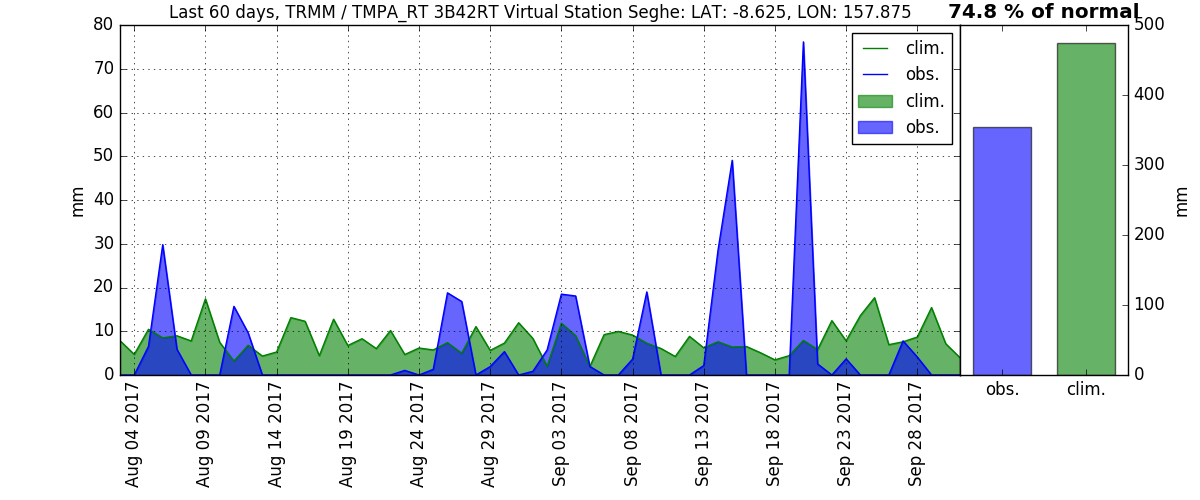 Last 60 days, TRMM / TMPA_RT 3B42RT Virtual Station Seghe: LAT: -8.625, LON: 157.875
74.8 % of normal
80
70
60
50
40
30
20
10
0
mm
clim.
obs.
clim.
obs.
Aug 04 2017
Aug 09 2017
Aug 14 2017
Aug 19 2017
Aug 24 2017
Aug 29 2017
Sep 03 2017
Sep 08 2017
Sep 13 2017
Sep 18 2017
Sep 23 2017
Sep 28 2017
500
400
300
200
100
0
mm
obs.
clim.